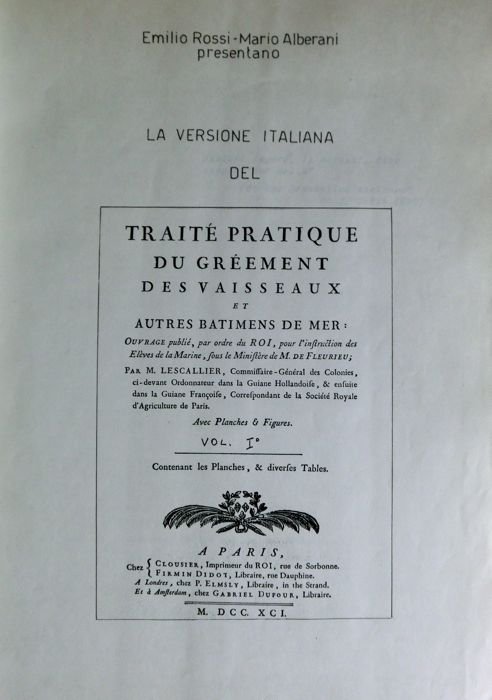 Emilio Rossi-Mario Alberani
presentano
LA VERSIONE ITALIANA
DEL
TRAITÉ PRATIQUE
DU GRÉEMENT
DES VAISSEAUX
ET
AUTRES BATIMENS DE MER:
OUVRAGE publié, par ordre du ROI, pour l'inſtruction des
Elèves de la Marine, ſous le Miniſtère de M. DE FLEURIEU;
PAR M. LESCALLIER, Commiſſaire-Général des Colonies,
ci-devant Ordonnateur dans la Guiane Hollandoiſe, & enſuite
dans la Guiane Françoiſe, Correſpondant de la Société Royale
d'Agriculture de Paris.
Avec Planches & Figures.
VOL. I°
Contenant les Planches, & diverſes Tables.
A PARIS,
Chez { CLOUSIER, Imprimeur du ROI, rue de Sorbonne.
FIRMIN DIDOT, Libraire, rue Dauphine.
A Londres, chez P. ELMSLY, Libraire, in the Strand.
Et à Amſterdam, chez GABRIEL DUFOUR, Libraire.
M. DCC. XCI.